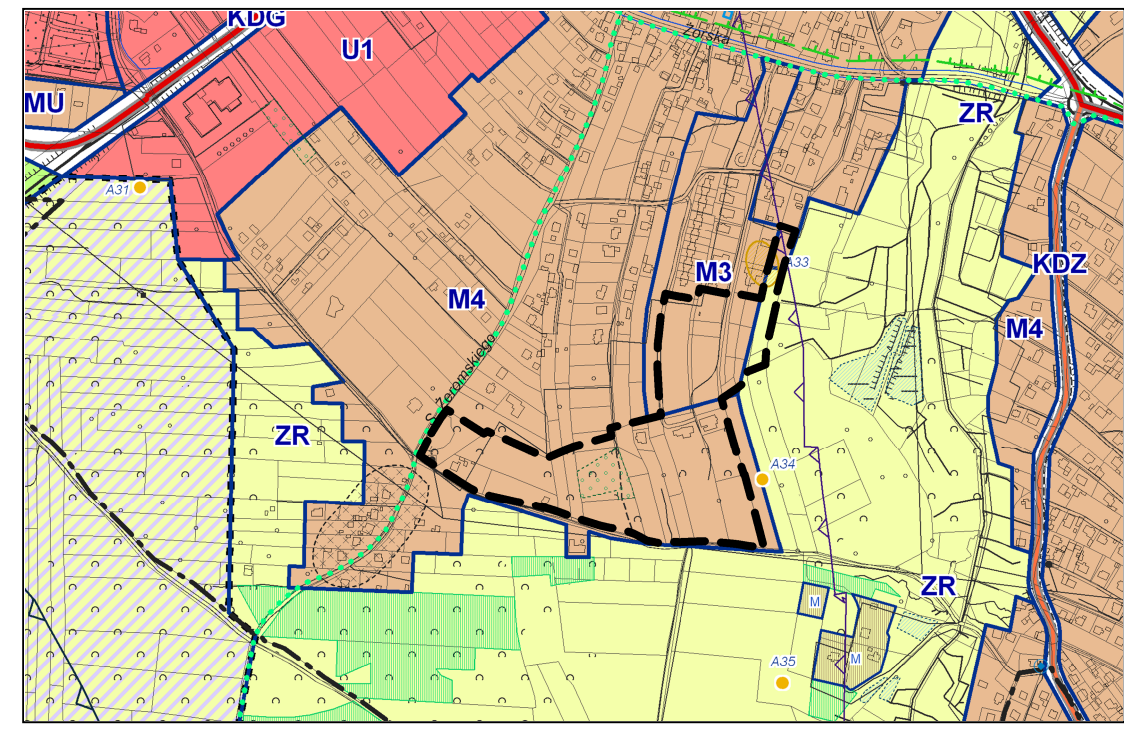 KDG
U1
Żorska
MU
ZR
A31
M3
A33
KDZ
M4
M4
S. Żeromskiego
ZR
A34
ZR
M
M
A35